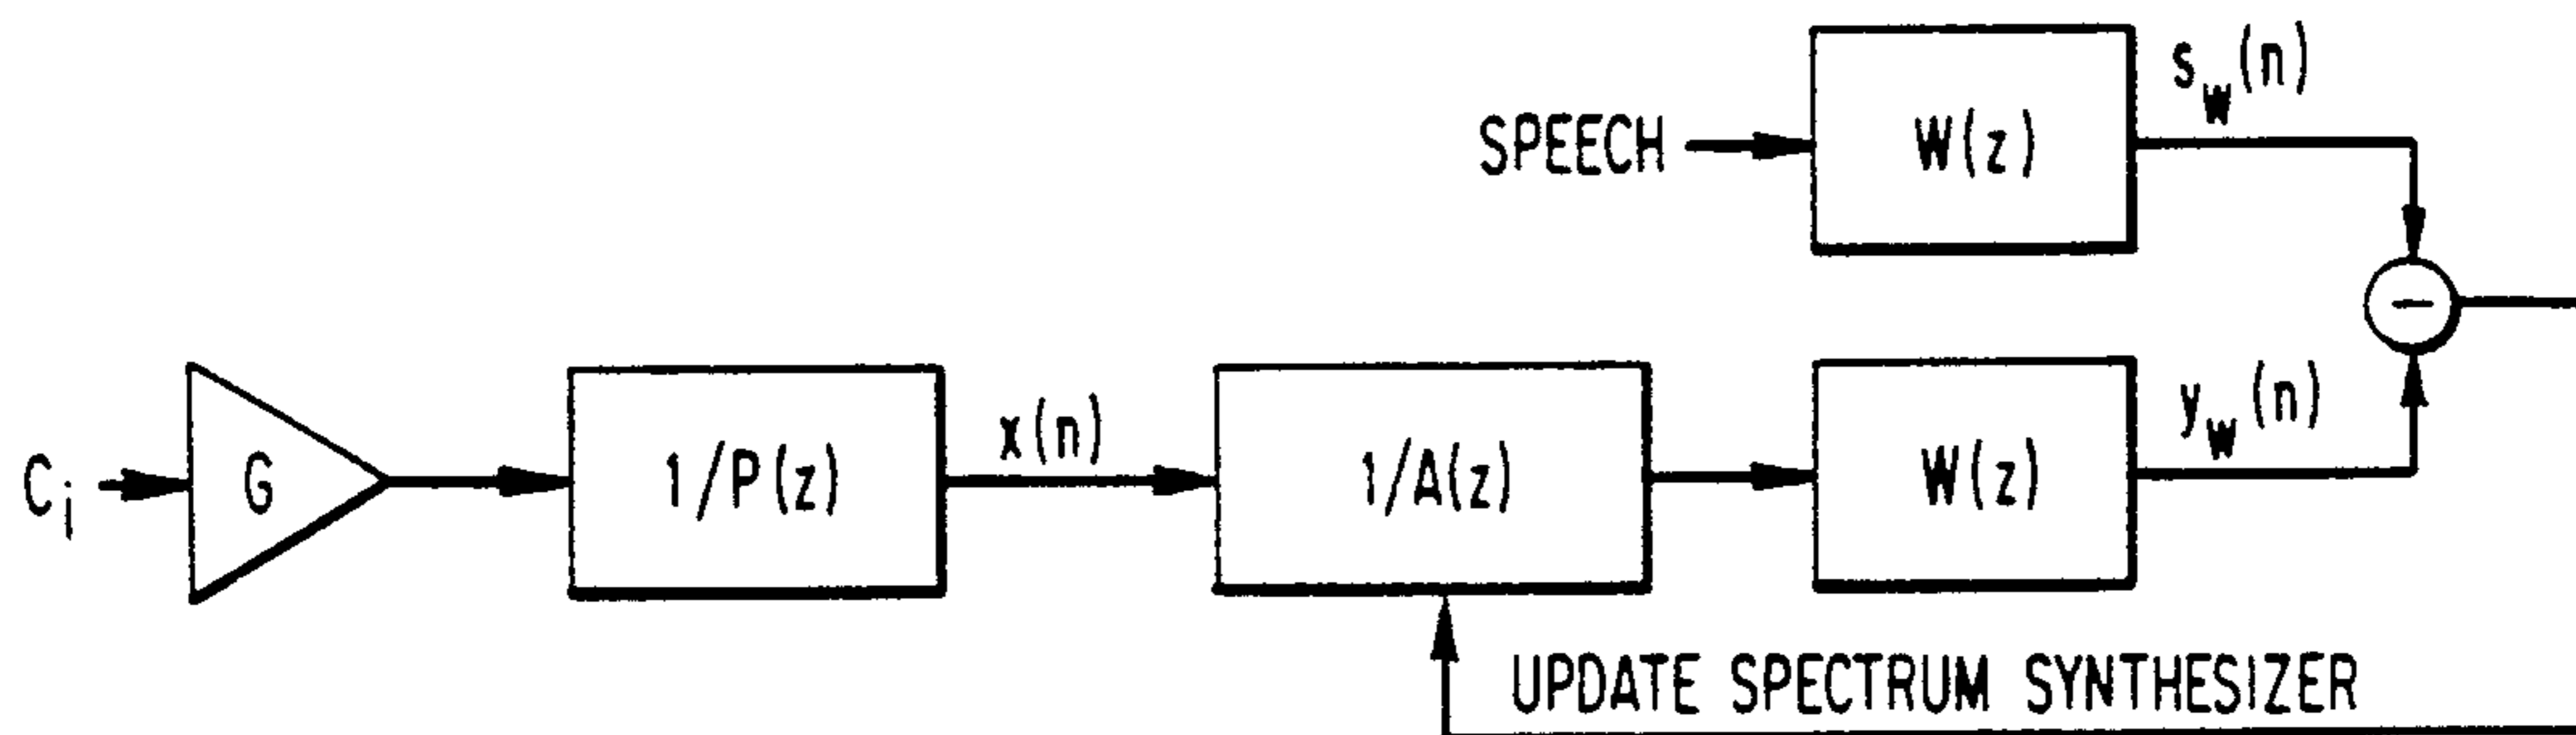 SPEECH
W(z)
s_w(n)
−
C_i
G
1/P(z)
x(n)
1/A(z)
W(z)
y_w(n)
UPDATE SPECTRUM SYNTHESIZER